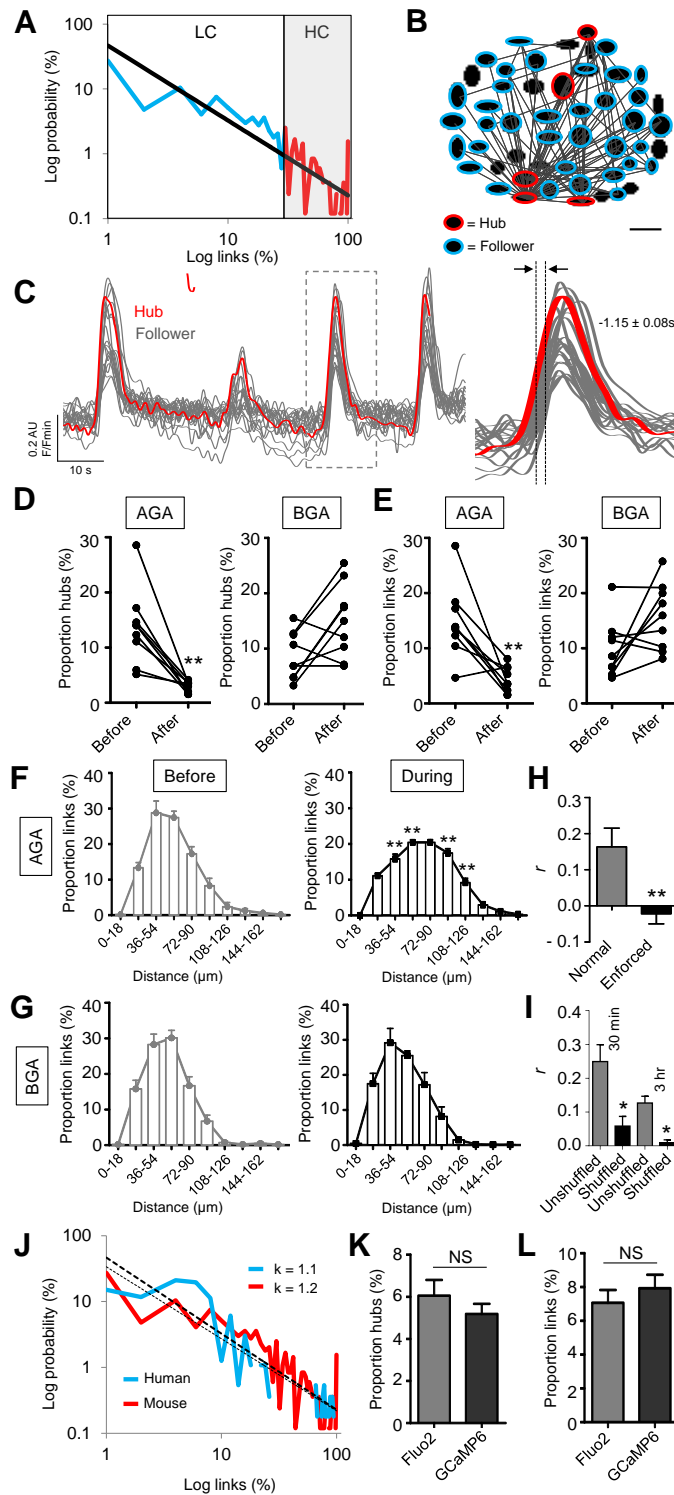 A
LC
HC
Log probability (%)
100
10
1
0.1
1
10
100
Log links (%)
B
= Hub
= Follower
C
Hub
Follower
0.2 AU
F/Fmin
10 s
-1.15 ± 0.08s
D
AGA
BGA
Proportion hubs (%)
30
20
10
0
**
Before
After
Proportion hubs (%)
30
20
10
0
Before
After
E
AGA
BGA
Proportion links (%)
30
20
10
0
**
Before
After
Proportion links (%)
30
20
10
0
Before
After
F
Before
During
AGA
Proportion links (%)
40
30
20
10
0
0-18
36-54
72-90
108-126
144-162
Distance (µm)
Proportion links (%)
40
30
20
10
0
** ** ** **
0-18
36-54
72-90
108-126
144-162
Distance (µm)
H
r
0.3
0.2
0.1
0.0
- 0.1
**
Normal
Enforced
G
BGA
Proportion links (%)
40
30
20
10
0
0-18
36-54
72-90
108-126
144-162
Distance (µm)
Proportion links (%)
40
30
20
10
0
0-18
36-54
72-90
108-126
144-162
Distance (µm)
I
r
0.4
0.3
0.2
0.1
0.0
30 min
3 hr
*
*
Unshuffled
Shuffled
Unshuffled
Shuffled
J
Log probability (%)
100
10
1
0.1
k = 1.1
k = 1.2
Human
Mouse
1
10
100
Log links (%)
K
NS
Proportion hubs (%)
8
6
4
2
0
Fluo2
GCaMP6
L
NS
Proportion links (%)
10
8
6
4
2
0
Fluo2
GCaMP6